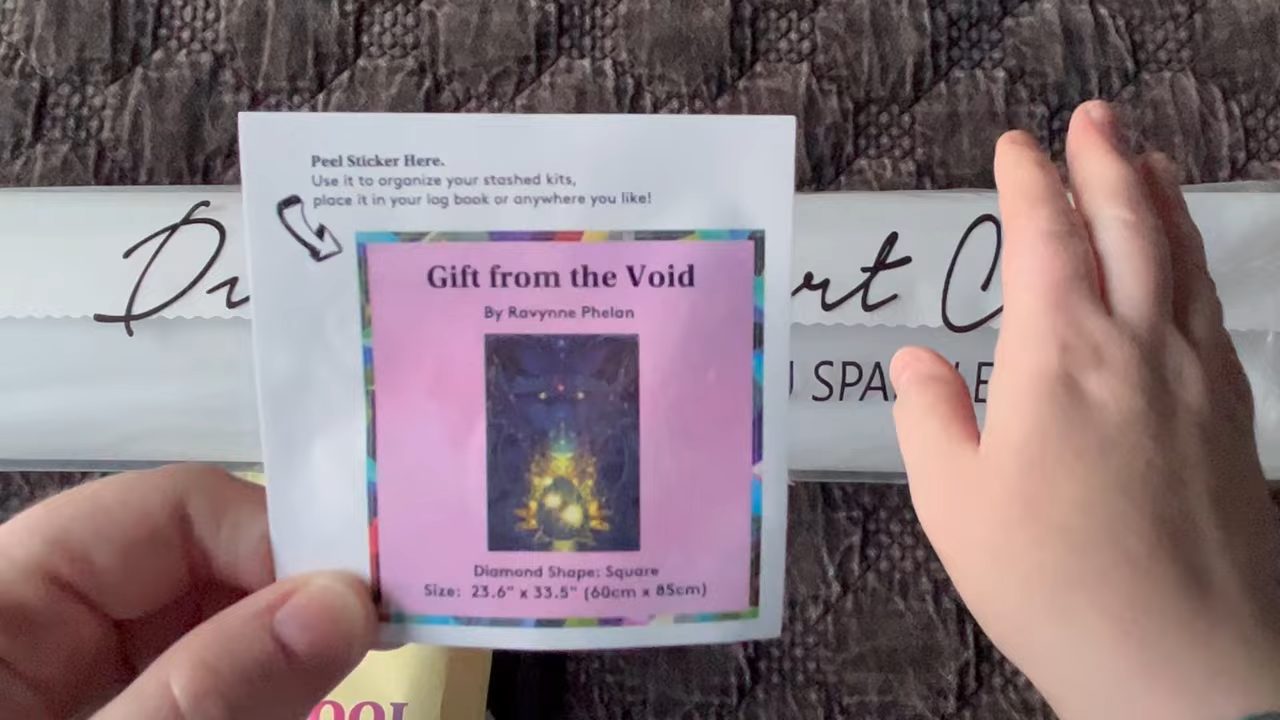 Peel Sticker Here.
Use it to organize your stashed kits,
place it in your log book or anywhere you like!
Gift from the Void
By Ravynne Phelan
Diamond Shape: Square
Size: 23.6" x 33.5" (60cm x 85cm)